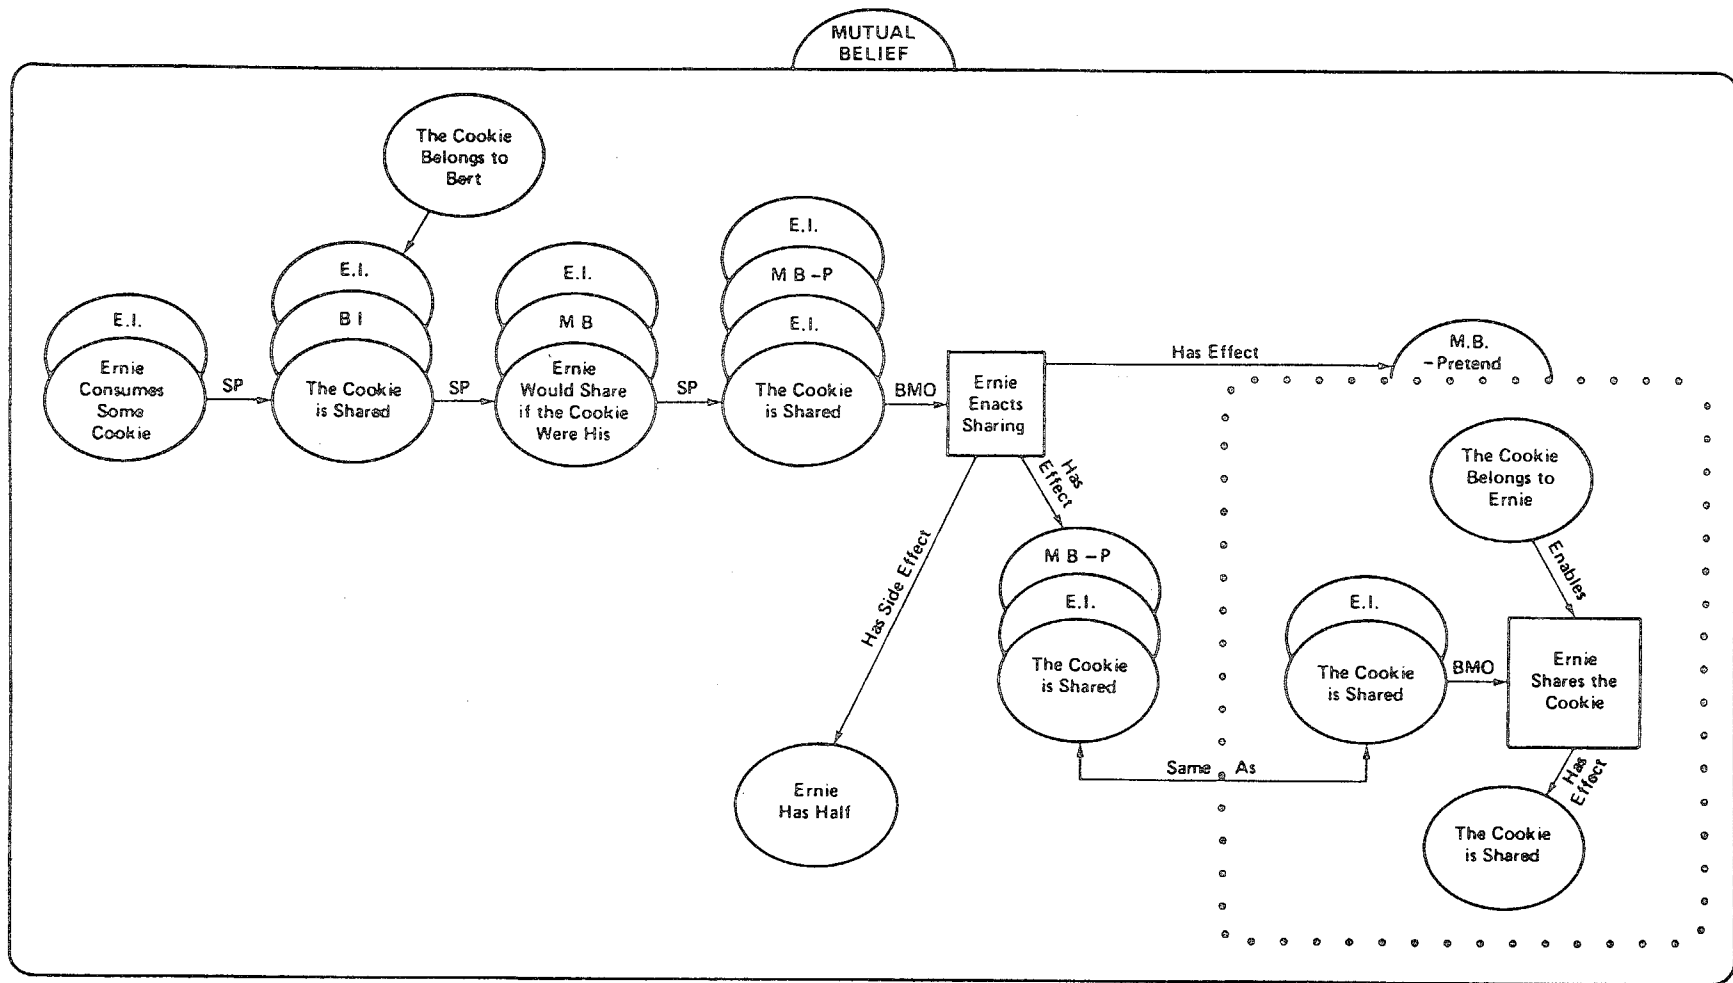 MUTUAL
BELIEF
The Cookie
Belongs to
Bert
E.I.
Ernie
Consumes
Some
Cookie
SP
E.I.
B I
The Cookie
is Shared
SP
E.I.
M B
Ernie
Would Share
if the Cookie
Were His
SP
E.I.
M B – P
E.I.
The Cookie
is Shared
BMO
Ernie
Enacts
Sharing
Has Effect
M.B.
–Pretend
Has
Effect
Has Side Effect
Ernie
Has Half
M B – P
E.I.
The Cookie
is Shared
Same As
The Cookie
Belongs to
Ernie
Enables
E.I.
The Cookie
is Shared
BMO
Ernie
Shares the
Cookie
Has
Effect
The Cookie
is Shared